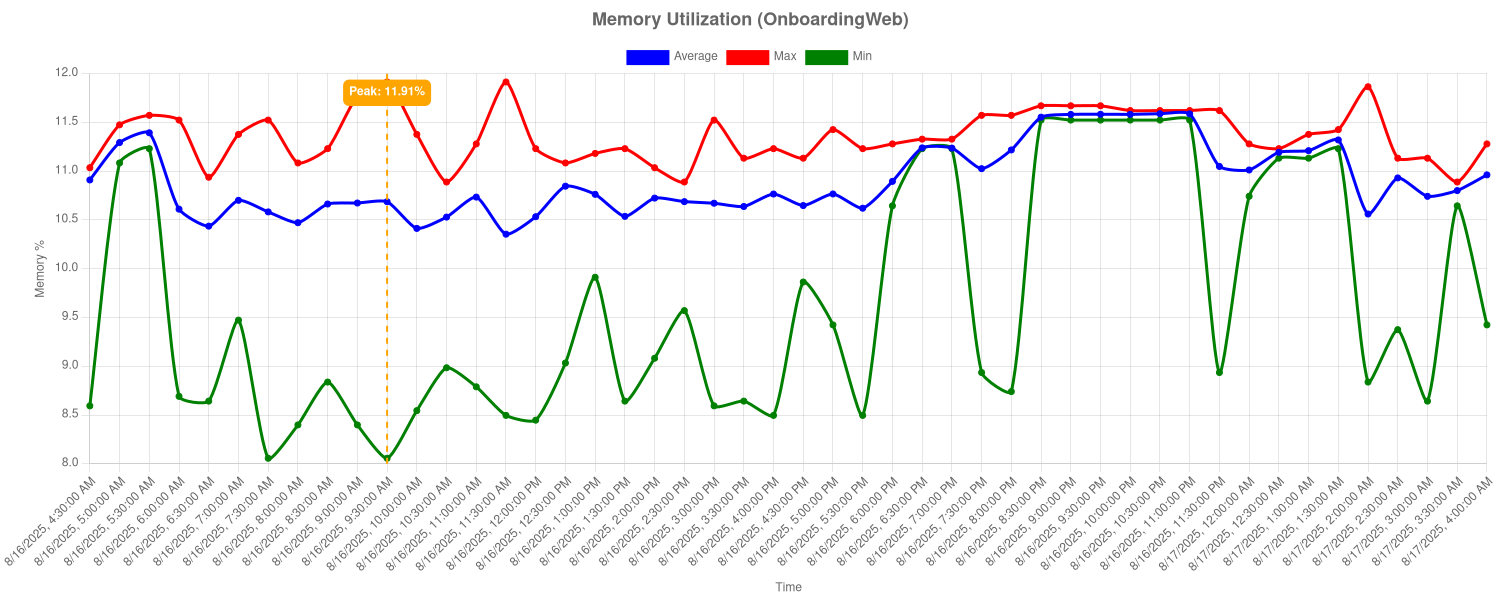 Memory Utilization (OnboardingWeb)
Average Max Min
12.0
Peak: 11.91%
11.5
11.0
10.5
10.0
9.5
9.0
8.5
8.0
Memory %
8/16/2025, 4:30:00 AM
8/16/2025, 5:00:00 AM
8/16/2025, 5:30:00 AM
8/16/2025, 6:00:00 AM
8/16/2025, 6:30:00 AM
8/16/2025, 7:00:00 AM
8/16/2025, 7:30:00 AM
8/16/2025, 8:00:00 AM
8/16/2025, 8:30:00 AM
8/16/2025, 9:00:00 AM
8/16/2025, 9:30:00 AM
8/16/2025, 10:00:00 AM
8/16/2025, 10:30:00 AM
8/16/2025, 11:00:00 AM
8/16/2025, 11:30:00 AM
8/16/2025, 12:00:00 PM
8/16/2025, 12:30:00 PM
8/16/2025, 1:00:00 PM
8/16/2025, 1:30:00 PM
8/16/2025, 2:00:00 PM
8/16/2025, 2:30:00 PM
8/16/2025, 3:00:00 PM
8/16/2025, 3:30:00 PM
8/16/2025, 4:00:00 PM
8/16/2025, 4:30:00 PM
8/16/2025, 5:00:00 PM
8/16/2025, 5:30:00 PM
8/16/2025, 6:00:00 PM
8/16/2025, 6:30:00 PM
8/16/2025, 7:00:00 PM
8/16/2025, 7:30:00 PM
8/16/2025, 8:00:00 PM
8/16/2025, 8:30:00 PM
8/16/2025, 9:00:00 PM
8/16/2025, 9:30:00 PM
8/16/2025, 10:00:00 PM
8/16/2025, 10:30:00 PM
8/16/2025, 11:00:00 PM
8/16/2025, 11:30:00 PM
8/17/2025, 12:00:00 AM
8/17/2025, 12:30:00 AM
8/17/2025, 1:00:00 AM
8/17/2025, 1:30:00 AM
8/17/2025, 2:00:00 AM
8/17/2025, 2:30:00 AM
8/17/2025, 3:00:00 AM
8/17/2025, 3:30:00 AM
8/17/2025, 4:00:00 AM
Time